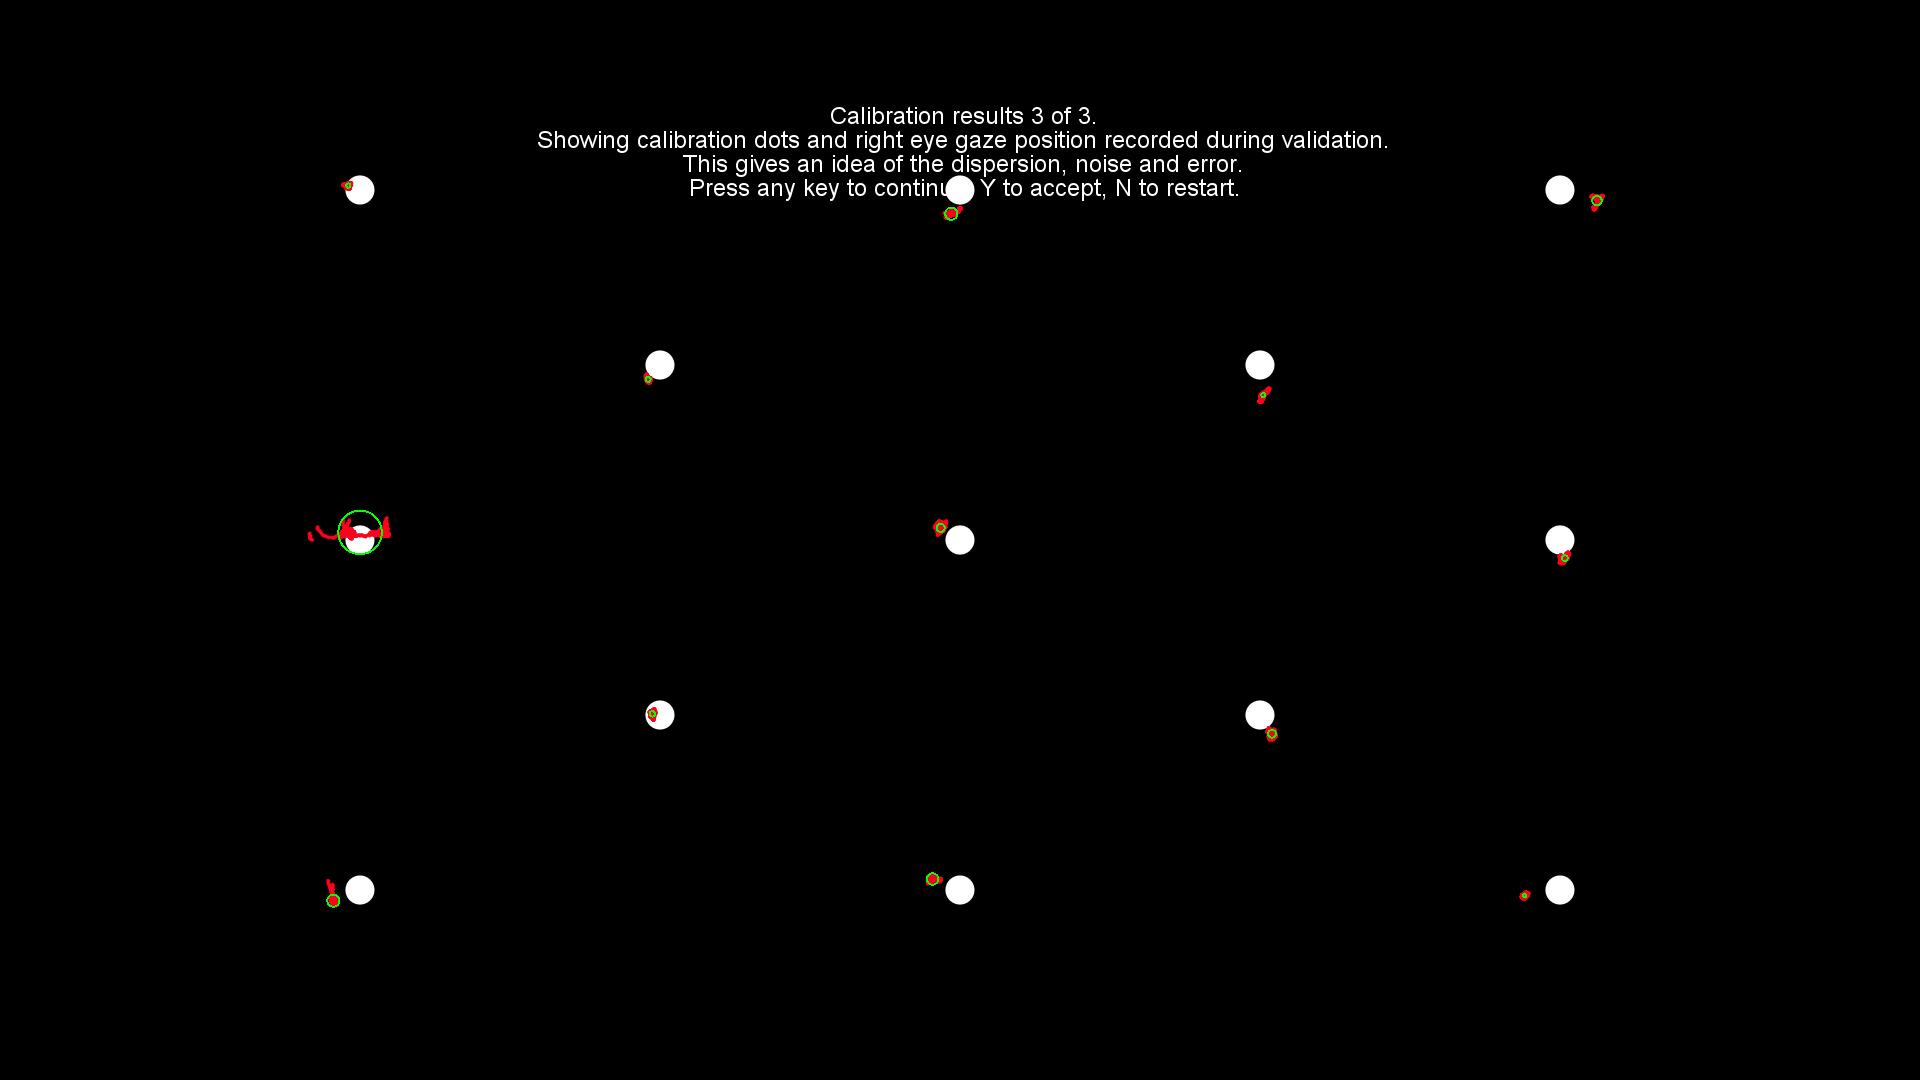 Calibration results 3 of 3.
Showing calibration dots and right eye gaze position recorded during validation.
This gives an idea of the dispersion, noise and error.
Press any key to continu Y to accept, N to restart.